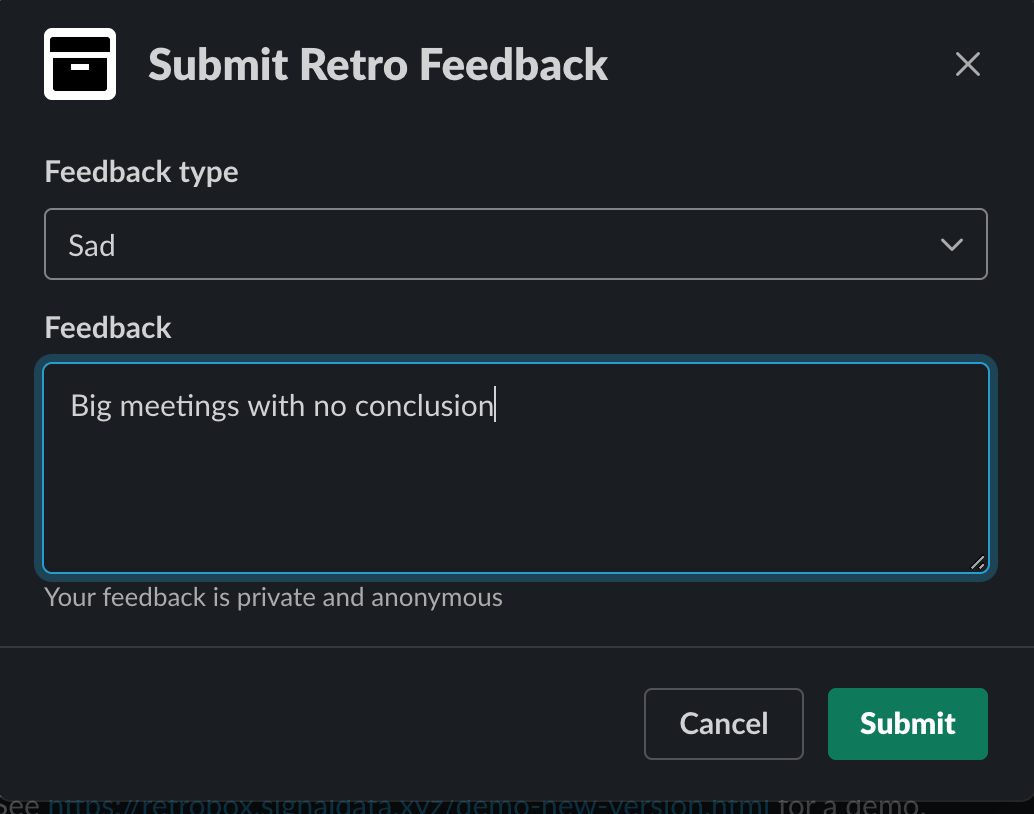 Submit Retro Feedback
Feedback type
Sad
Feedback
Big meetings with no conclusion
Your feedback is private and anonymous
Cancel
Submit
See https://retrobox.signaldata.xyz/demo-new-version.html for a demo.